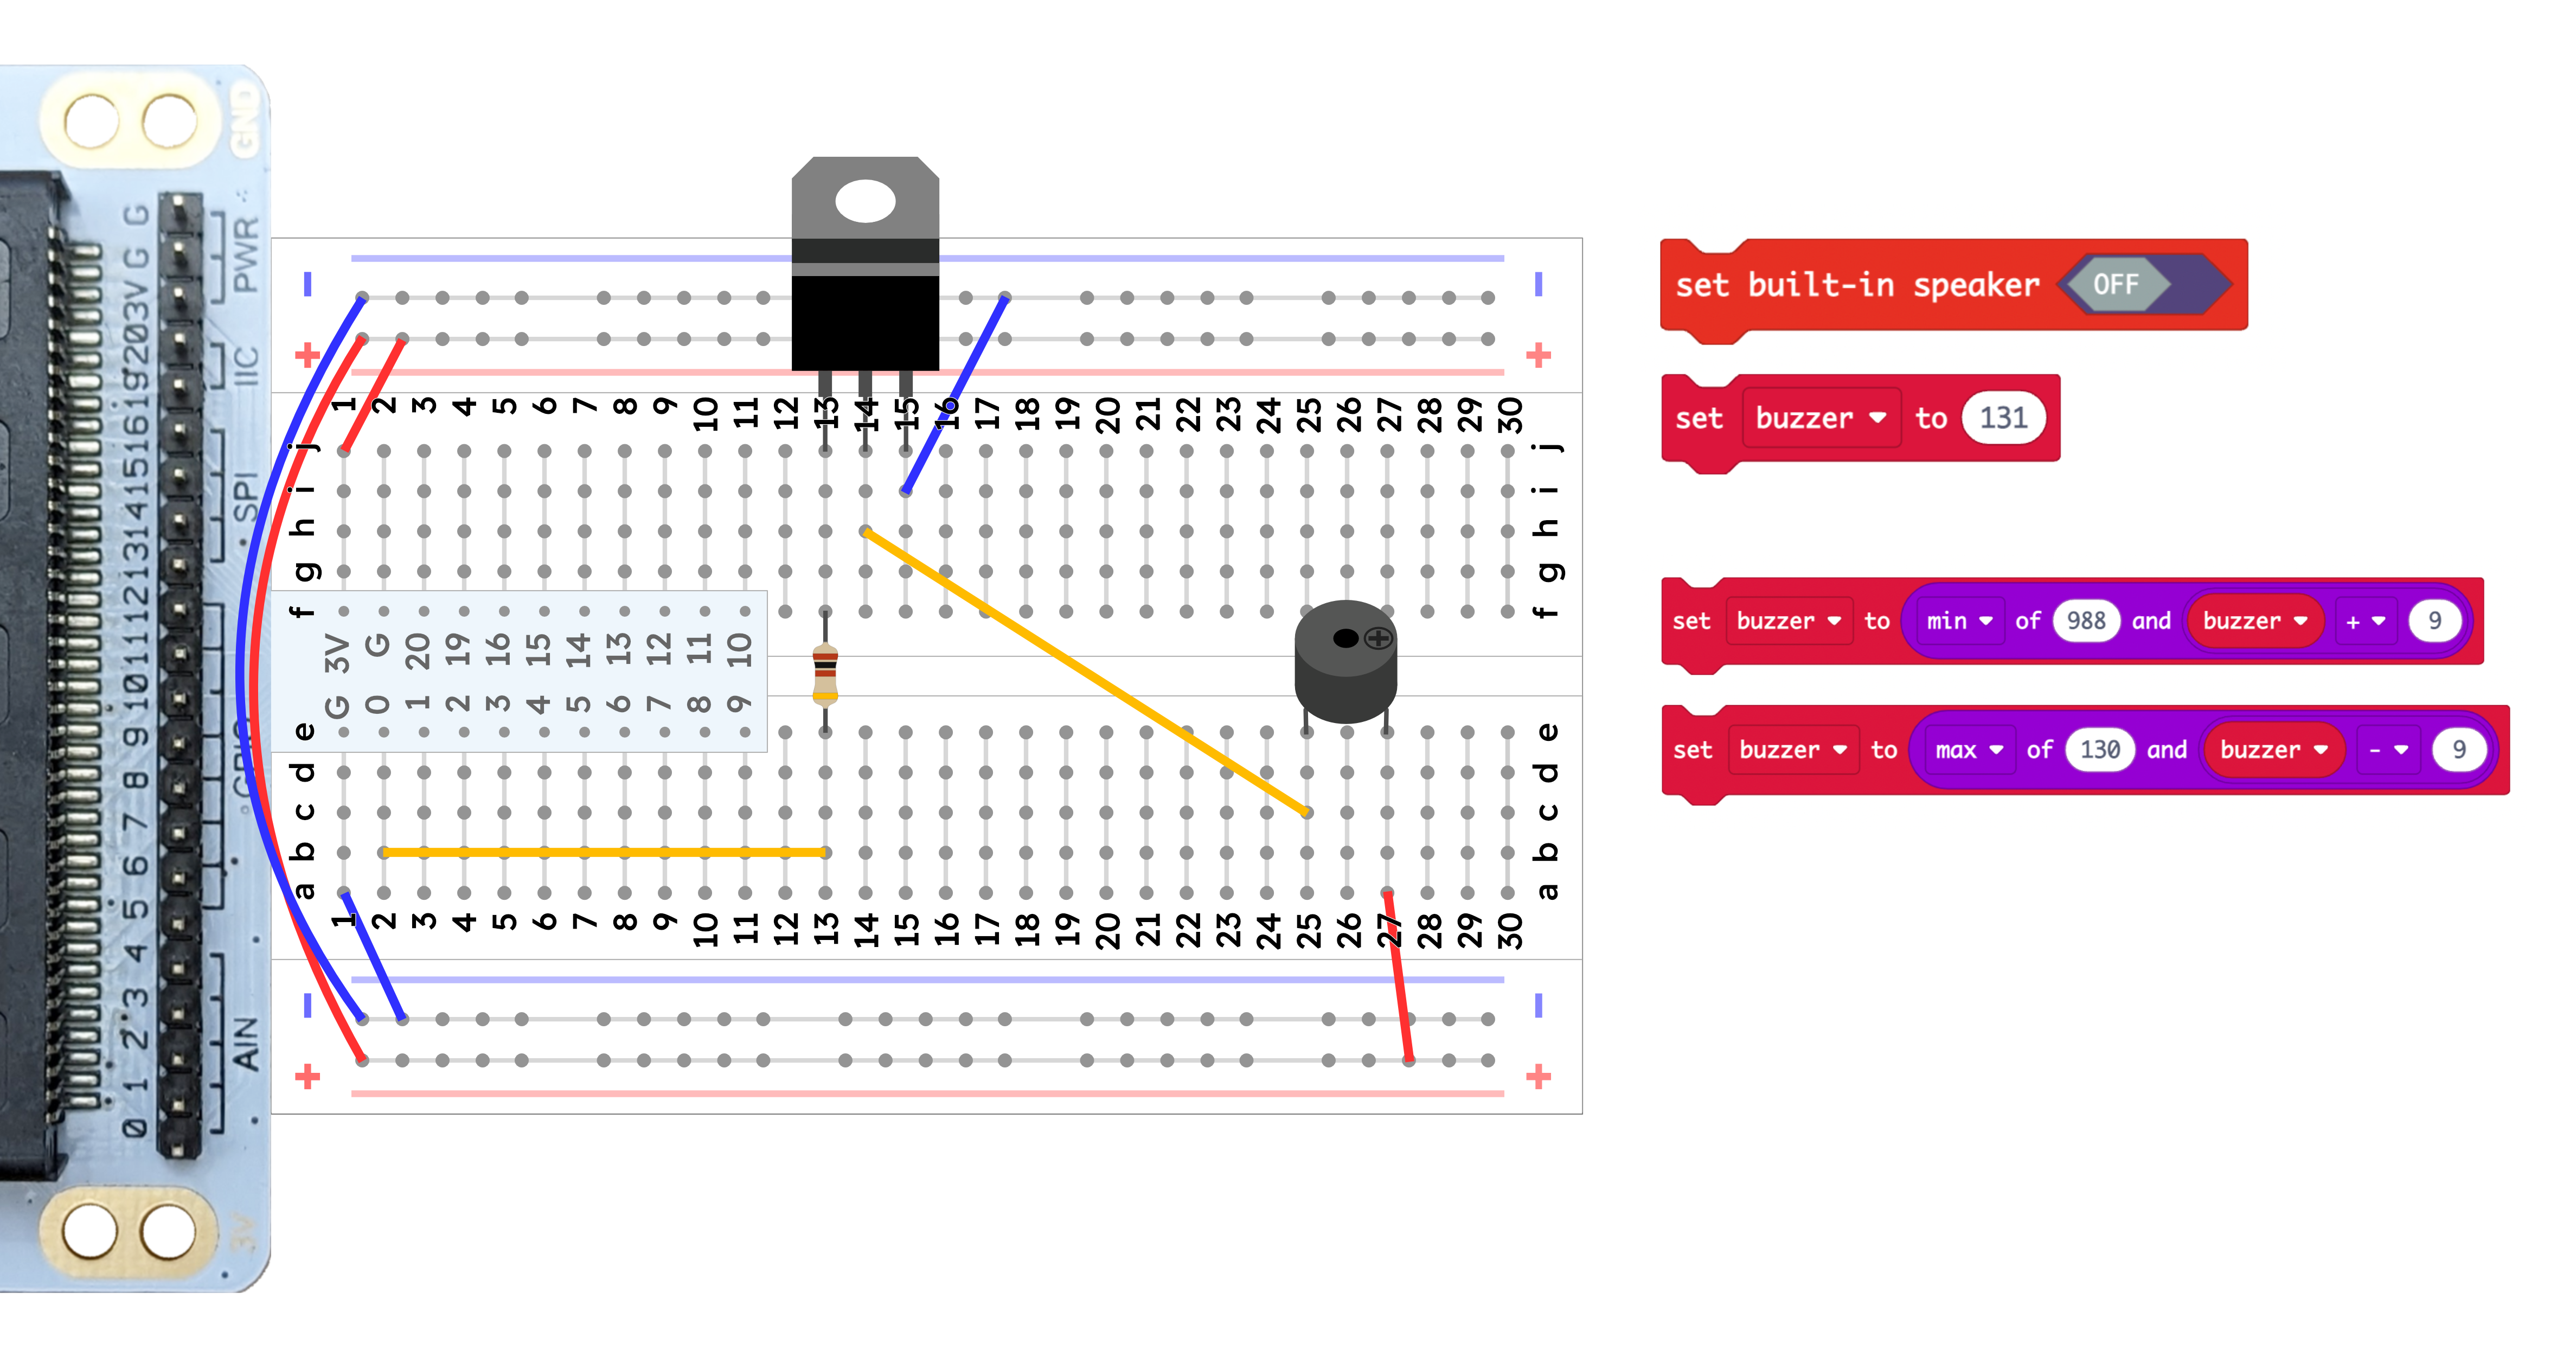 GND
G G 3V 20 19 16 15 14 13 12 11 10 9 8 7 6 5 4 3 2 1 0
PWR
IIC
SPI
AIN
3V
− −
+ +
1 2 3 4 5 6 7 8 9 10 11 12 13 14 15 16 17 18 19 20 21 22 23 24 25 26 27 28 29 30
j j
i i
h h
g g
f f
3V G 20 19 16 15 14 13 12 11 10
G 0 1 2 3 4 5 6 7 8 9
+
e e
d d
c c
b b
a a
1 2 3 4 5 6 7 8 9 10 11 12 13 14 15 16 17 18 19 20 21 22 23 24 25 26 27 28 29 30
− −
+ +
set built-in speaker OFF
set buzzer to 131
set buzzer to min of 988 and buzzer + 9
set buzzer to max of 130 and buzzer - 9